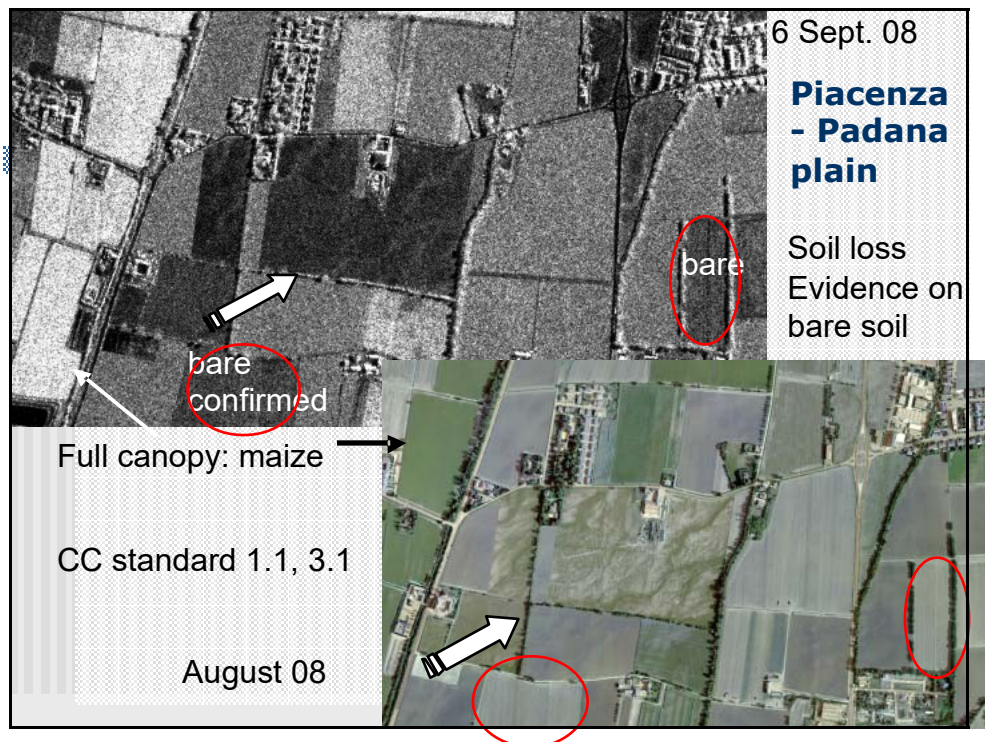 6 Sept. 08
Piacenza
- Padana
plain
Soil loss
Evidence on
bare soil
bare
bare
confirmed
Full canopy: maize
CC standard 1.1, 3.1
August 08